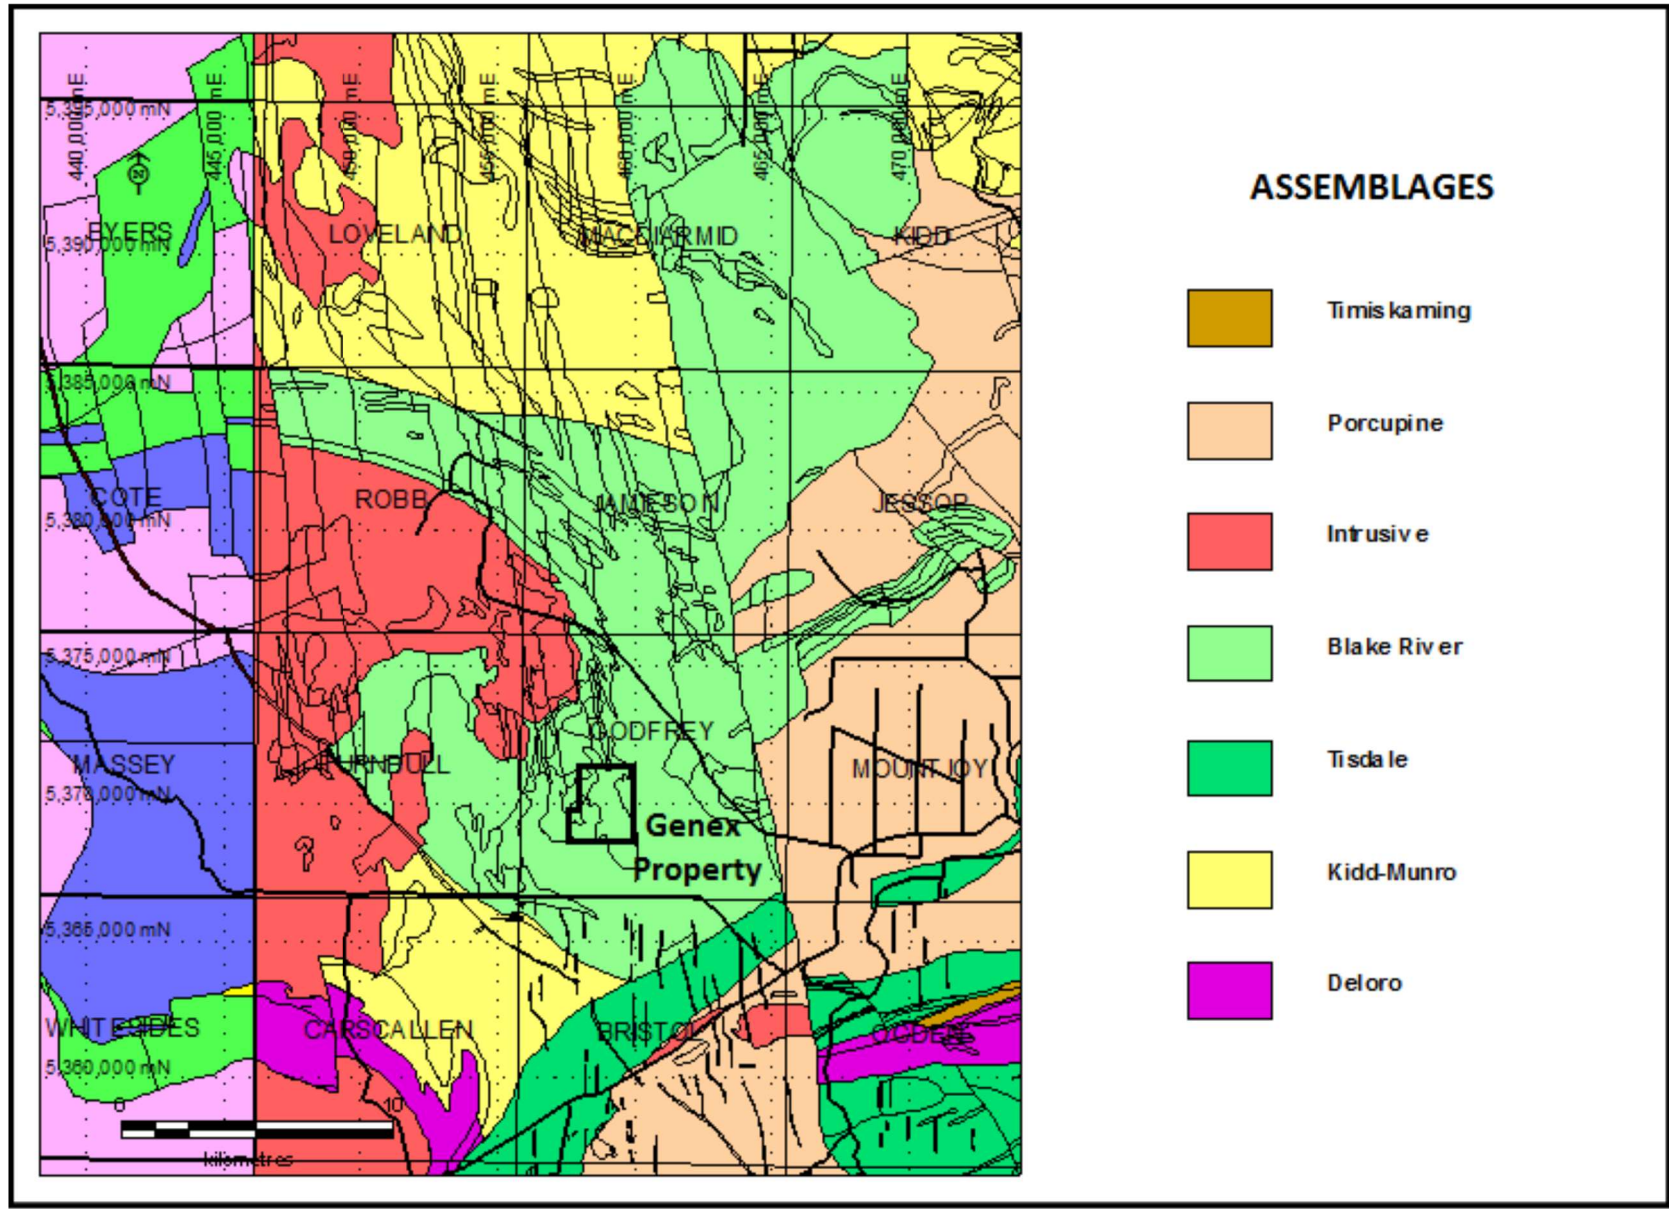 ASSEMBLAGES
Timiskaming
Porcupine
Intrusive
Blake River
Tisdale
Kidd-Munro
Deloro
440,000 mE
445,000 mE
450,000 mE
455,000 mE
460,000 mE
465,000 mE
470,000 mE
5,395,000 mN
N
BYERS
LOVELAND
MACDIARMID
KIDD
5,390,000 mN
5,385,000 mN
COTE
ROBB
JAMIESON
JESSOP
5,380,000 mN
5,375,000 mN
GODFREY
MASSEY
TURNBULL
MOUNTJOY
5,370,000 mN
Genex
Property
5,365,000 mN
WHITESIDES
CARSCALLEN
BRISTOL
OGDEN
5,360,000 mN
0
10
kilometres